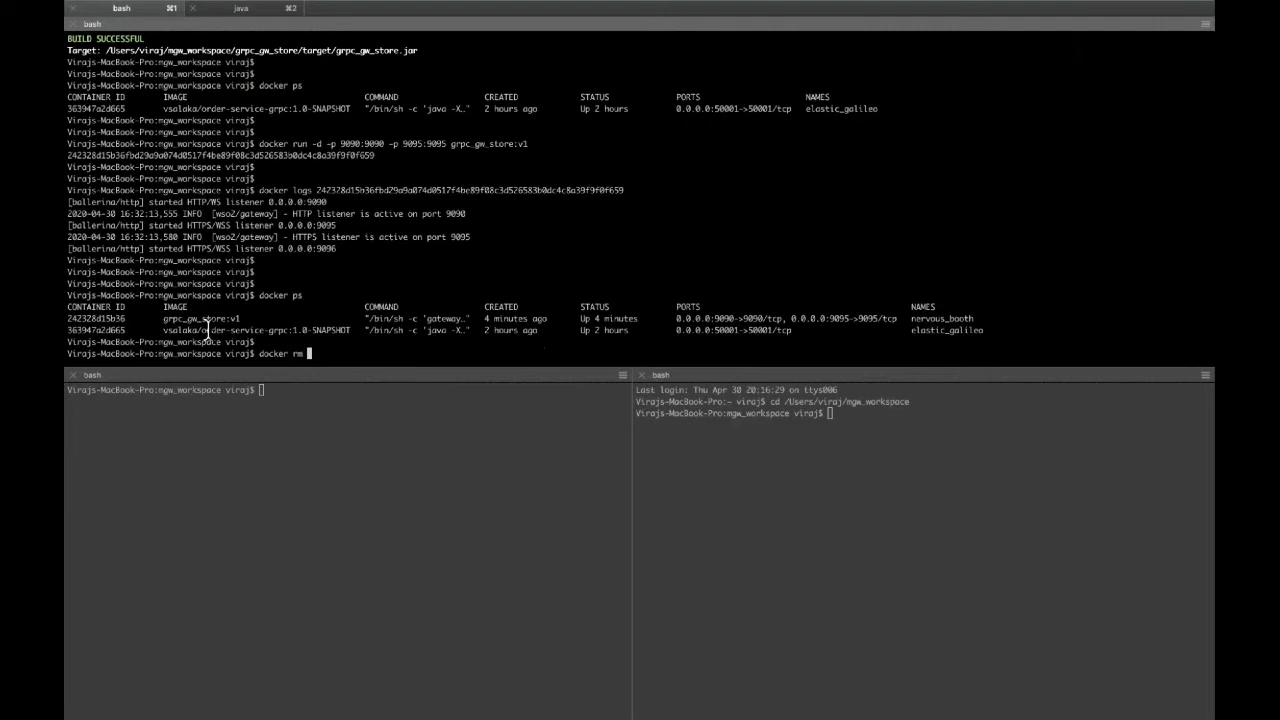 bash ⌘1 java ⌘2
bash
BUILD SUCCESSFUL
Target: /Users/viraj/mgw_workspace/grpc_gw_store/target/grpc_gw_store.jar
Virajs-MacBook-Pro:mgw_workspace viraj$
Virajs-MacBook-Pro:mgw_workspace viraj$
Virajs-MacBook-Pro:mgw_workspace viraj$ docker ps
CONTAINER ID IMAGE COMMAND CREATED STATUS PORTS NAMES
363947a2d665 vsalaka/order-service-grpc:1.0-SNAPSHOT "/bin/sh -c 'java -X…" 2 hours ago Up 2 hours 0.0.0.0:50001->50001/tcp elastic_galileo
Virajs-MacBook-Pro:mgw_workspace viraj$
Virajs-MacBook-Pro:mgw_workspace viraj$
Virajs-MacBook-Pro:mgw_workspace viraj$ docker run -d -p 9090:9090 -p 9095:9095 grpc_gw_store:v1
242328d15b36fbd29a9a074d0517f4be89f08c3d526583b0dc4c8a39f9f0f659
Virajs-MacBook-Pro:mgw_workspace viraj$
Virajs-MacBook-Pro:mgw_workspace viraj$
Virajs-MacBook-Pro:mgw_workspace viraj$ docker logs 242328d15b36fbd29a9a074d0517f4be89f08c3d526583b0dc4c8a39f9f0f659
[ballerina/http] started HTTP/WS listener 0.0.0.0:9090
2020-04-30 16:32:13,555 INFO [wso2/gateway] - HTTP listener is active on port 9090
[ballerina/http] started HTTPS/WSS listener 0.0.0.0:9095
2020-04-30 16:32:13,580 INFO [wso2/gateway] - HTTPS listener is active on port 9095
[ballerina/http] started HTTPS/WSS listener 0.0.0.0:9096
Virajs-MacBook-Pro:mgw_workspace viraj$
Virajs-MacBook-Pro:mgw_workspace viraj$
Virajs-MacBook-Pro:mgw_workspace viraj$ docker ps
CONTAINER ID IMAGE COMMAND CREATED STATUS PORTS NAMES
242328d15b36 grpc_gw_store:v1 "/bin/sh -c 'gateway…" 4 minutes ago Up 4 minutes 0.0.0.0:9090->9090/tcp, 0.0.0.0:9095->9095/tcp nervous_booth
363947a2d665 vsalaka/order-service-grpc:1.0-SNAPSHOT "/bin/sh -c 'java -X…" 2 hours ago Up 2 hours 0.0.0.0:50001->50001/tcp elastic_galileo
Virajs-MacBook-Pro:mgw_workspace viraj$
Virajs-MacBook-Pro:mgw_workspace viraj$ docker rm
bash
Virajs-MacBook-Pro:mgw_workspace viraj$
bash
Last login: Thu Apr 30 20:16:29 on ttys006
Virajs-MacBook-Pro:~ viraj$ cd /Users/viraj/mgw_workspace
Virajs-MacBook-Pro:mgw_workspace viraj$